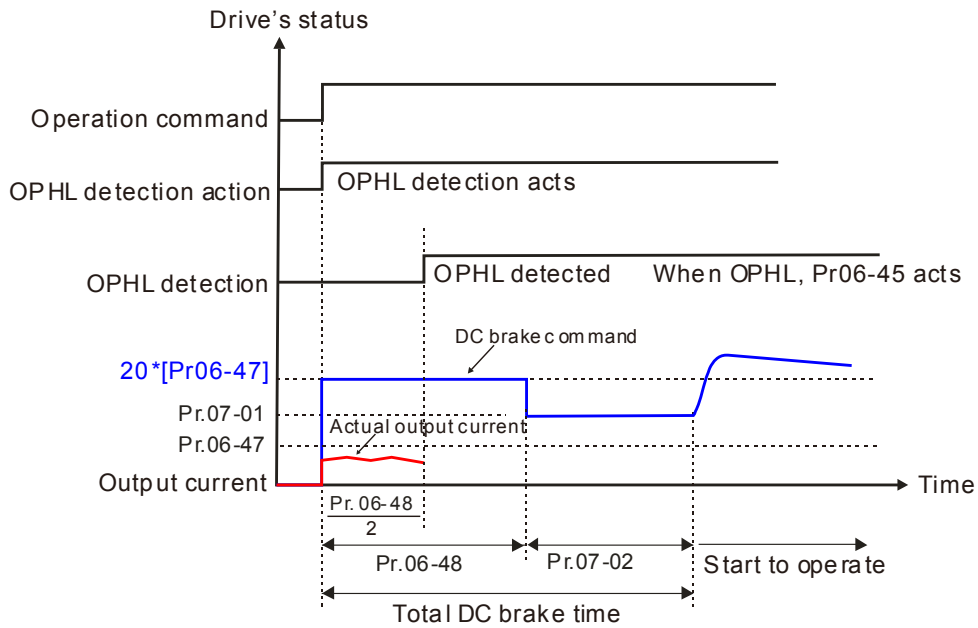 Drive's status
Operation command
OPHL detection action
OPHL detection acts
OPHL detection
OPHL detected
When OPHL, Pr06-45 acts
DC brake command
20*[Pr06-47]
Pr.07-01
Actual output current
Pr.06-47
Output current
Time
Pr. 06-48
2
Pr.06-48
Pr.07-02
Start to operate
Total DC brake time